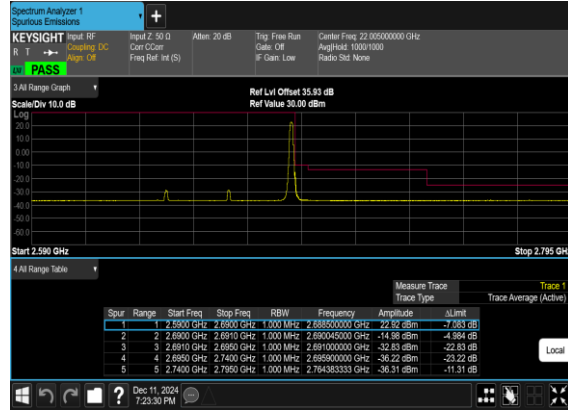 Spectrum Analyzer 1
Spurious Emissions
KEYSIGHT Input: RF Input Z: 50 Ω Atten: 20 dB Trig: Free Run Center Freq: 22.005000000 GHz
R T Coupling: DC Corr CCorr Gate: Off Avg|Hold: 1000/1000
Align: Off Freq Ref: Int (S) IF Gain: Low Radio Std: None
LW PASS
3 All Range Graph
Ref Lvl Offset 35.93 dB
Scale/Div 10.0 dB Ref Value 30.00 dBm
Log
20.0
10.0
0.00
-10.0
-20.0
-30.0
-40.0
-50.0
-60.0
Start 2.590 GHz Stop 2.795 GHz
4 All Range Table
Measure Trace Trace 1
Trace Type Trace Average (Active)
Spur Range Start Freq Stop Freq RBW Frequency Amplitude ΔLimit
1 1 2.5900 GHz 2.6900 GHz 1.000 MHz 2.688500000 GHz 22.92 dBm -7.083 dB
2 2 2.6900 GHz 2.6910 GHz 1.000 MHz 2.690045000 GHz -14.98 dBm -4.984 dB
3 3 2.6910 GHz 2.6950 GHz 1.000 MHz 2.691000000 GHz -32.83 dBm -22.83 dB
4 4 2.6950 GHz 2.7400 GHz 1.000 MHz 2.695900000 GHz -36.22 dBm -23.22 dB
5 5 2.7400 GHz 2.7950 GHz 1.000 MHz 2.764383333 GHz -36.31 dBm -11.31 dB
Local
? Dec 11, 2024
7:23:30 PM